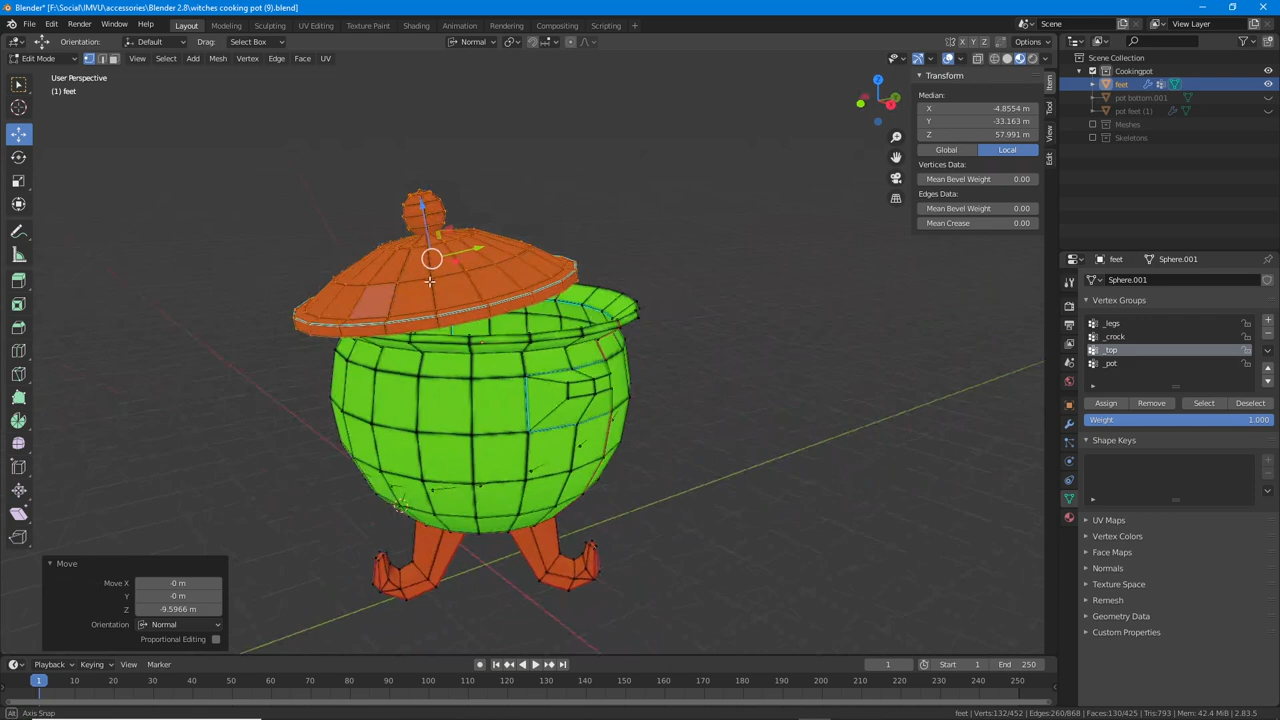 Blender* [F:\Social\IMVU\accessories\Blender 2.8\witches cooking pot (9).blend]
File Edit Render Window Help Layout Modeling Sculpting UV Editing Texture Paint Shading Animation Rendering Compositing Scripting + Scene View Layer
Orientation: Default Drag: Select Box Normal X Y Z Options
Edit Mode View Select Add Mesh Vertex Edge Face UV
User Perspective
(1) feet
Transform
Median:
X -4.8554 m
Y -33.163 m
Z 57.991 m
Global Local
Vertices Data:
Mean Bevel Weight 0.00
Edges Data:
Mean Bevel Weight 0.00
Mean Crease 0.00
Item
Tool
View
Edit
Scene Collection
Cookingpot
feet
pot bottom.001
pot feet (1)
Meshes
Skeletons
feet Sphere.001
Sphere.001
Vertex Groups
_legs
_crock
_top
_pot
Assign Remove Select Deselect
Weight 1.000
Shape Keys
UV Maps
Vertex Colors
Face Maps
Normals
Texture Space
Remesh
Geometry Data
Custom Properties
Move
Move X -0 m
Y -0 m
Z -9.5966 m
Orientation Normal
Proportional Editing
Playback Keying View Marker 1 Start 1 End 250
1 10 20 30 40 50 60 70 80 90 100 110 120 130 140 150 160 170 180 190 200 210 220 230 240 250
Axis Snap feet | Verts:132/452 | Edges:260/868 | Faces:130/425 | Tris:793 | Mem: 42.4 MiB | 2.83.5